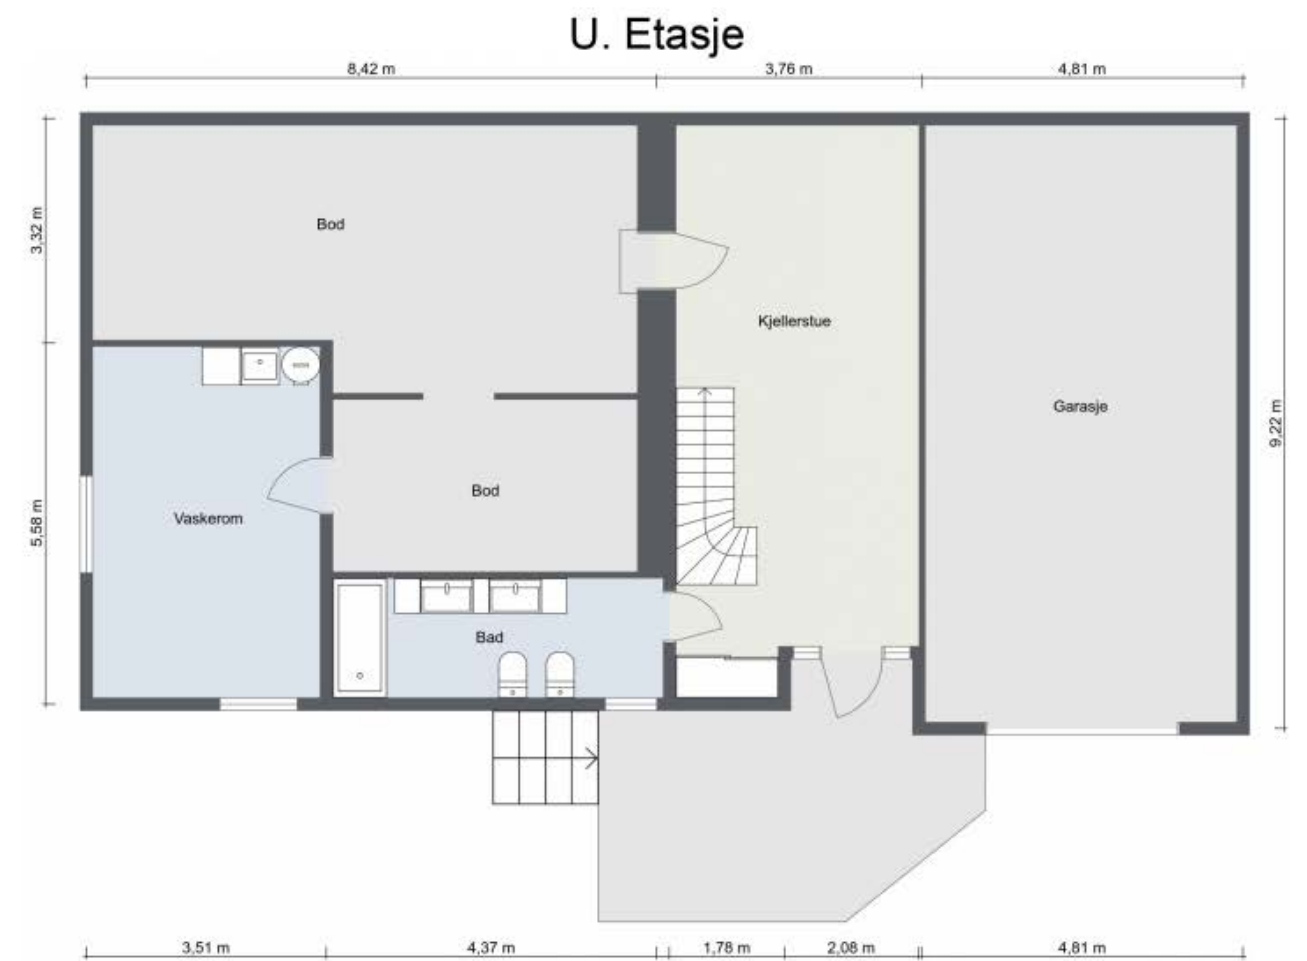 U. Etasje
8,42 m
3,76 m
4,81 m
3,32 m
Bod
Kjellerstue
Garasje
9,22 m
Bod
Vaskerom
5,58 m
Bad
3,51 m
4,37 m
1,78 m
2,08 m
4,81 m